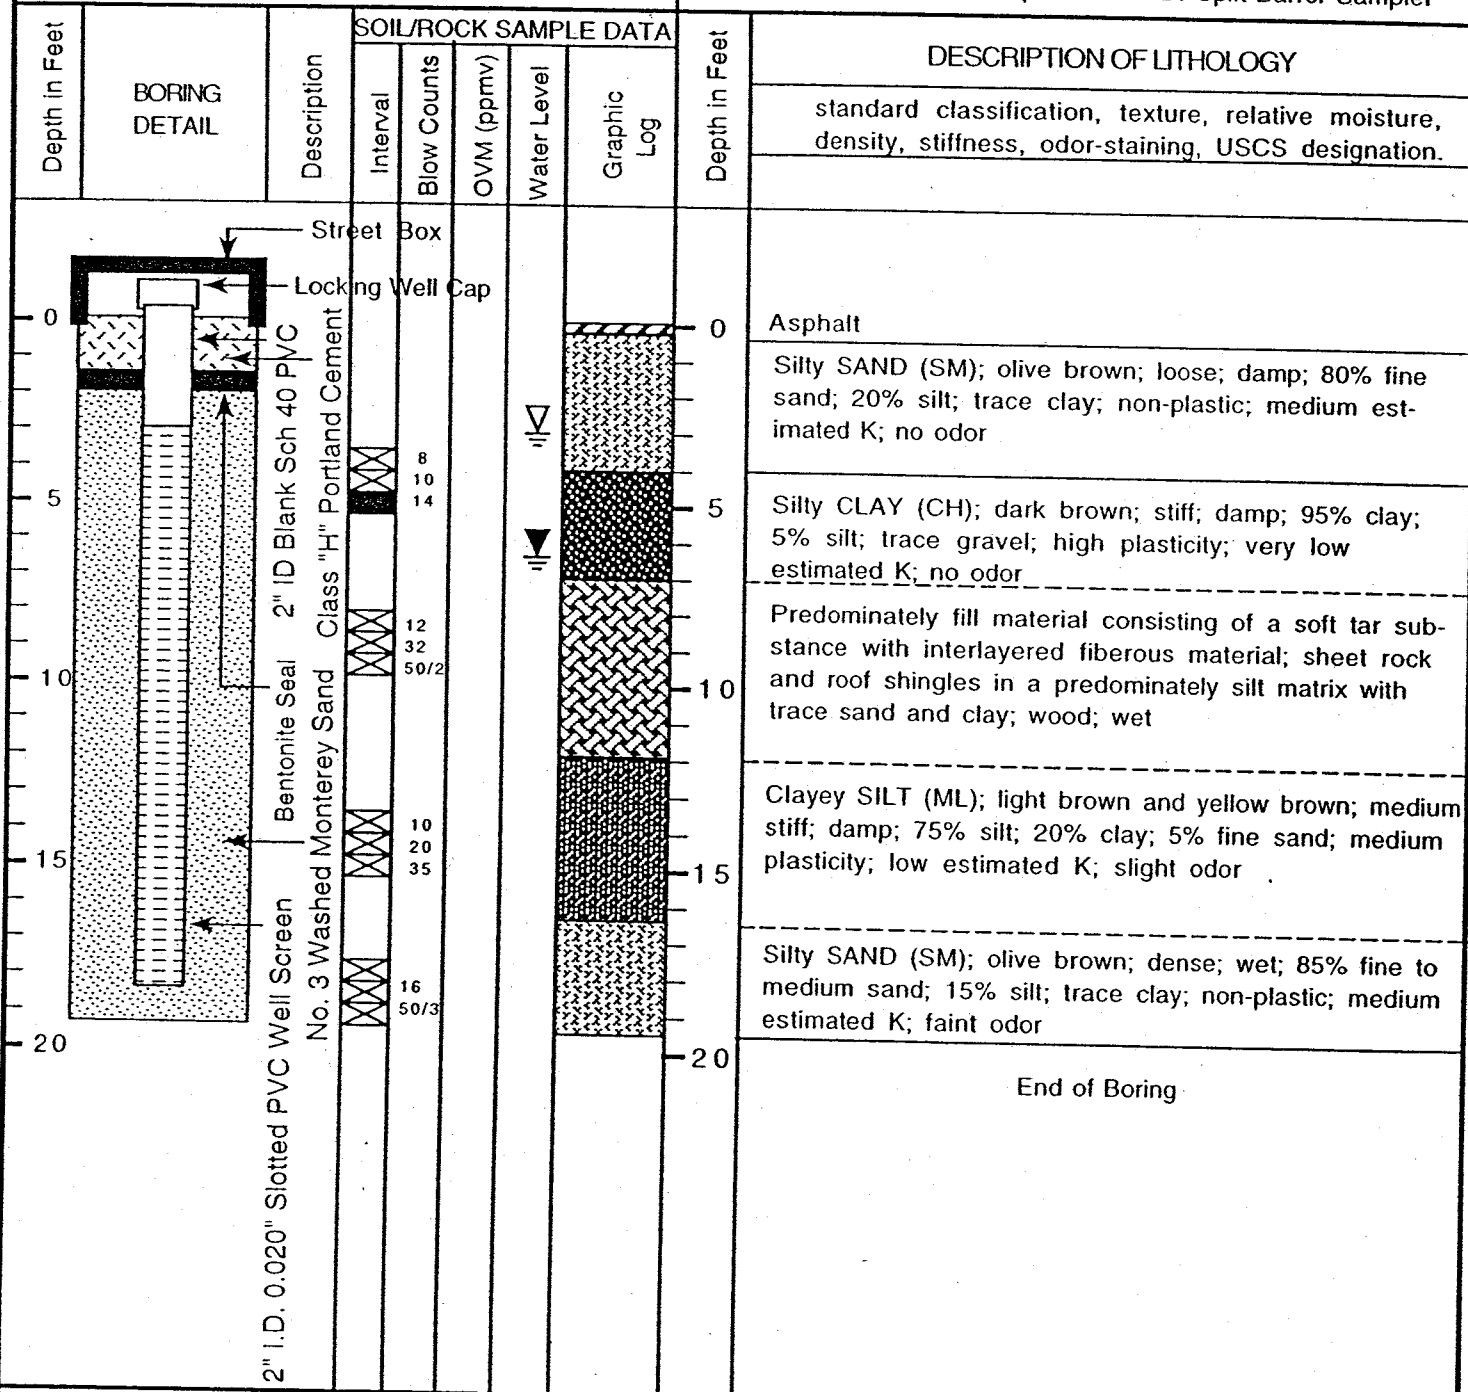 Split Barrel Sampler
SOIL/ROCK SAMPLE DATA
Depth in Feet
BORING
DETAIL
Description
Interval
Blow Counts
OVM (ppmv)
Water Level
Graphic
Log
Depth in Feet
DESCRIPTION OF LITHOLOGY
standard classification, texture, relative moisture,
density, stiffness, odor-staining, USCS designation.
Street Box
Locking Well Cap
2" ID Blank Sch 40 PVC
Class "H" Portland Cement
Bentonite Seal
No. 3 Washed Monterey Sand
2" I.D. 0.020" Slotted PVC Well Screen
0
5
10
15
20
8
10
14
12
32
50/2
10
20
35
16
50/3
0
5
10
15
20
Asphalt
Silty SAND (SM); olive brown; loose; damp; 80% fine
sand; 20% silt; trace clay; non-plastic; medium est-
imated K; no odor
Silty CLAY (CH); dark brown; stiff; damp; 95% clay;
5% silt; trace gravel; high plasticity; very low
estimated K; no odor
Predominately fill material consisting of a soft tar sub-
stance with interlayered fiberous material; sheet rock
and roof shingles in a predominately silt matrix with
trace sand and clay; wood; wet
Clayey SILT (ML); light brown and yellow brown; medium
stiff; damp; 75% silt; 20% clay; 5% fine sand; medium
plasticity; low estimated K; slight odor
Silty SAND (SM); olive brown; dense; wet; 85% fine to
medium sand; 15% silt; trace clay; non-plastic; medium
estimated K; faint odor
End of Boring